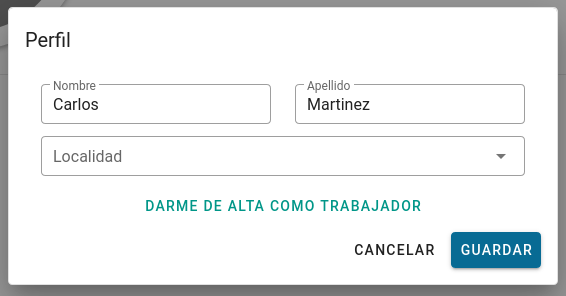 Perfil
Nombre
Apellido
Carlos
Martinez
Localidad
DARME DE ALTA COMO TRABAJADOR
CANCELAR
GUARDAR